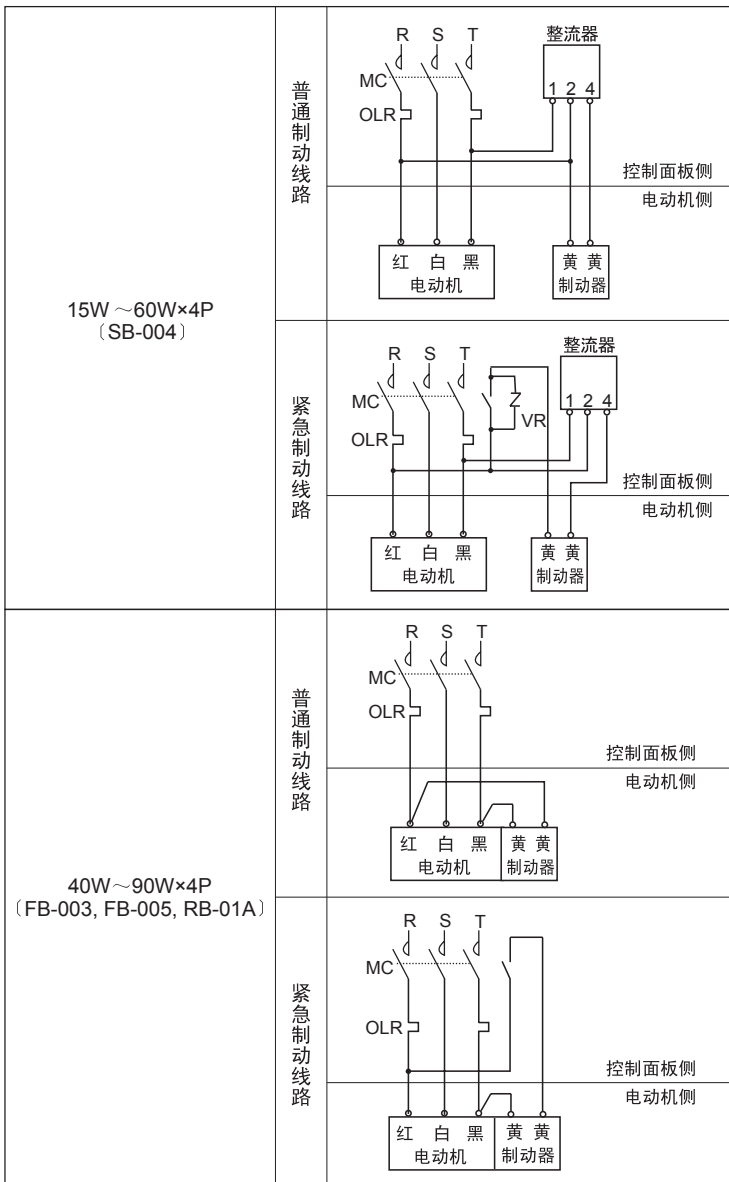 15W～60W×4P
〔SB-004〕
普通制动线路
R S T
整流器
MC
1 2 4
OLR
控制面板侧
电动机侧
红 白 黑
电动机
黄 黄
制动器
紧急制动线路
R S T
整流器
MC
1 2 4
VR
OLR
控制面板侧
电动机侧
红 白 黑
电动机
黄 黄
制动器
40W～90W×4P
〔FB-003, FB-005, RB-01A〕
普通制动线路
R S T
MC
OLR
控制面板侧
电动机侧
红 白 黑
电动机
黄 黄
制动器
紧急制动线路
R S T
MC
OLR
控制面板侧
电动机侧
红 白 黑
电动机
黄 黄
制动器